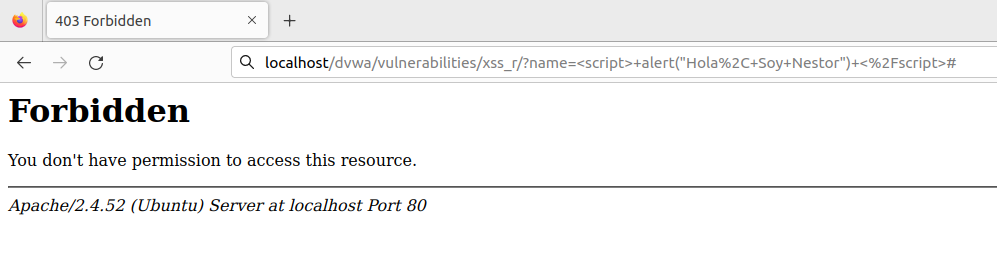 403 Forbidden
localhost/dvwa/vulnerabilities/xss_r/?name=<script>+alert("Hola%2C+Soy+Nestor")+<%2Fscript>#
Forbidden
You don't have permission to access this resource.
Apache/2.4.52 (Ubuntu) Server at localhost Port 80